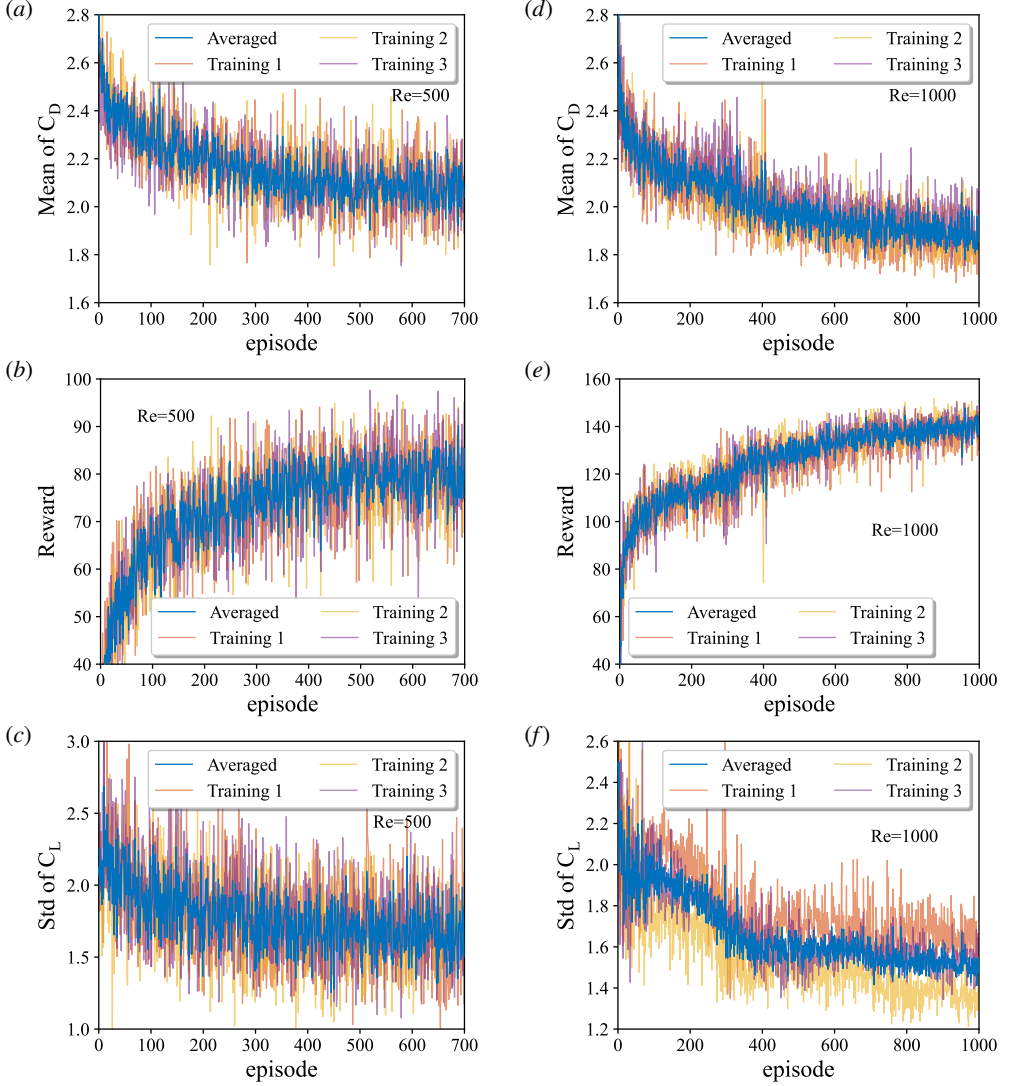 (a)
2.8
2.6
2.4
2.2
2.0
1.8
1.6
Mean of C_D
Averaged
Training 1
Training 2
Training 3
Re=500
0 100 200 300 400 500 600 700
episode
(d)
2.8
2.6
2.4
2.2
2.0
1.8
1.6
Mean of C_D
Averaged
Training 1
Training 2
Training 3
Re=1000
0 200 400 600 800 1000
episode
(b)
100
90
80
70
60
50
40
Reward
Re=500
Averaged
Training 1
Training 2
Training 3
0 100 200 300 400 500 600 700
episode
(e)
160
140
120
100
80
60
40
Reward
Re=1000
Averaged
Training 1
Training 2
Training 3
0 200 400 600 800 1000
episode
(c)
3.0
2.5
2.0
1.5
1.0
Std of C_L
Averaged
Training 1
Training 2
Training 3
Re=500
0 100 200 300 400 500 600 700
episode
(f)
2.6
2.4
2.2
2.0
1.8
1.6
1.4
1.2
Std of C_L
Averaged
Training 1
Training 2
Training 3
Re=1000
0 200 400 600 800 1000
episode